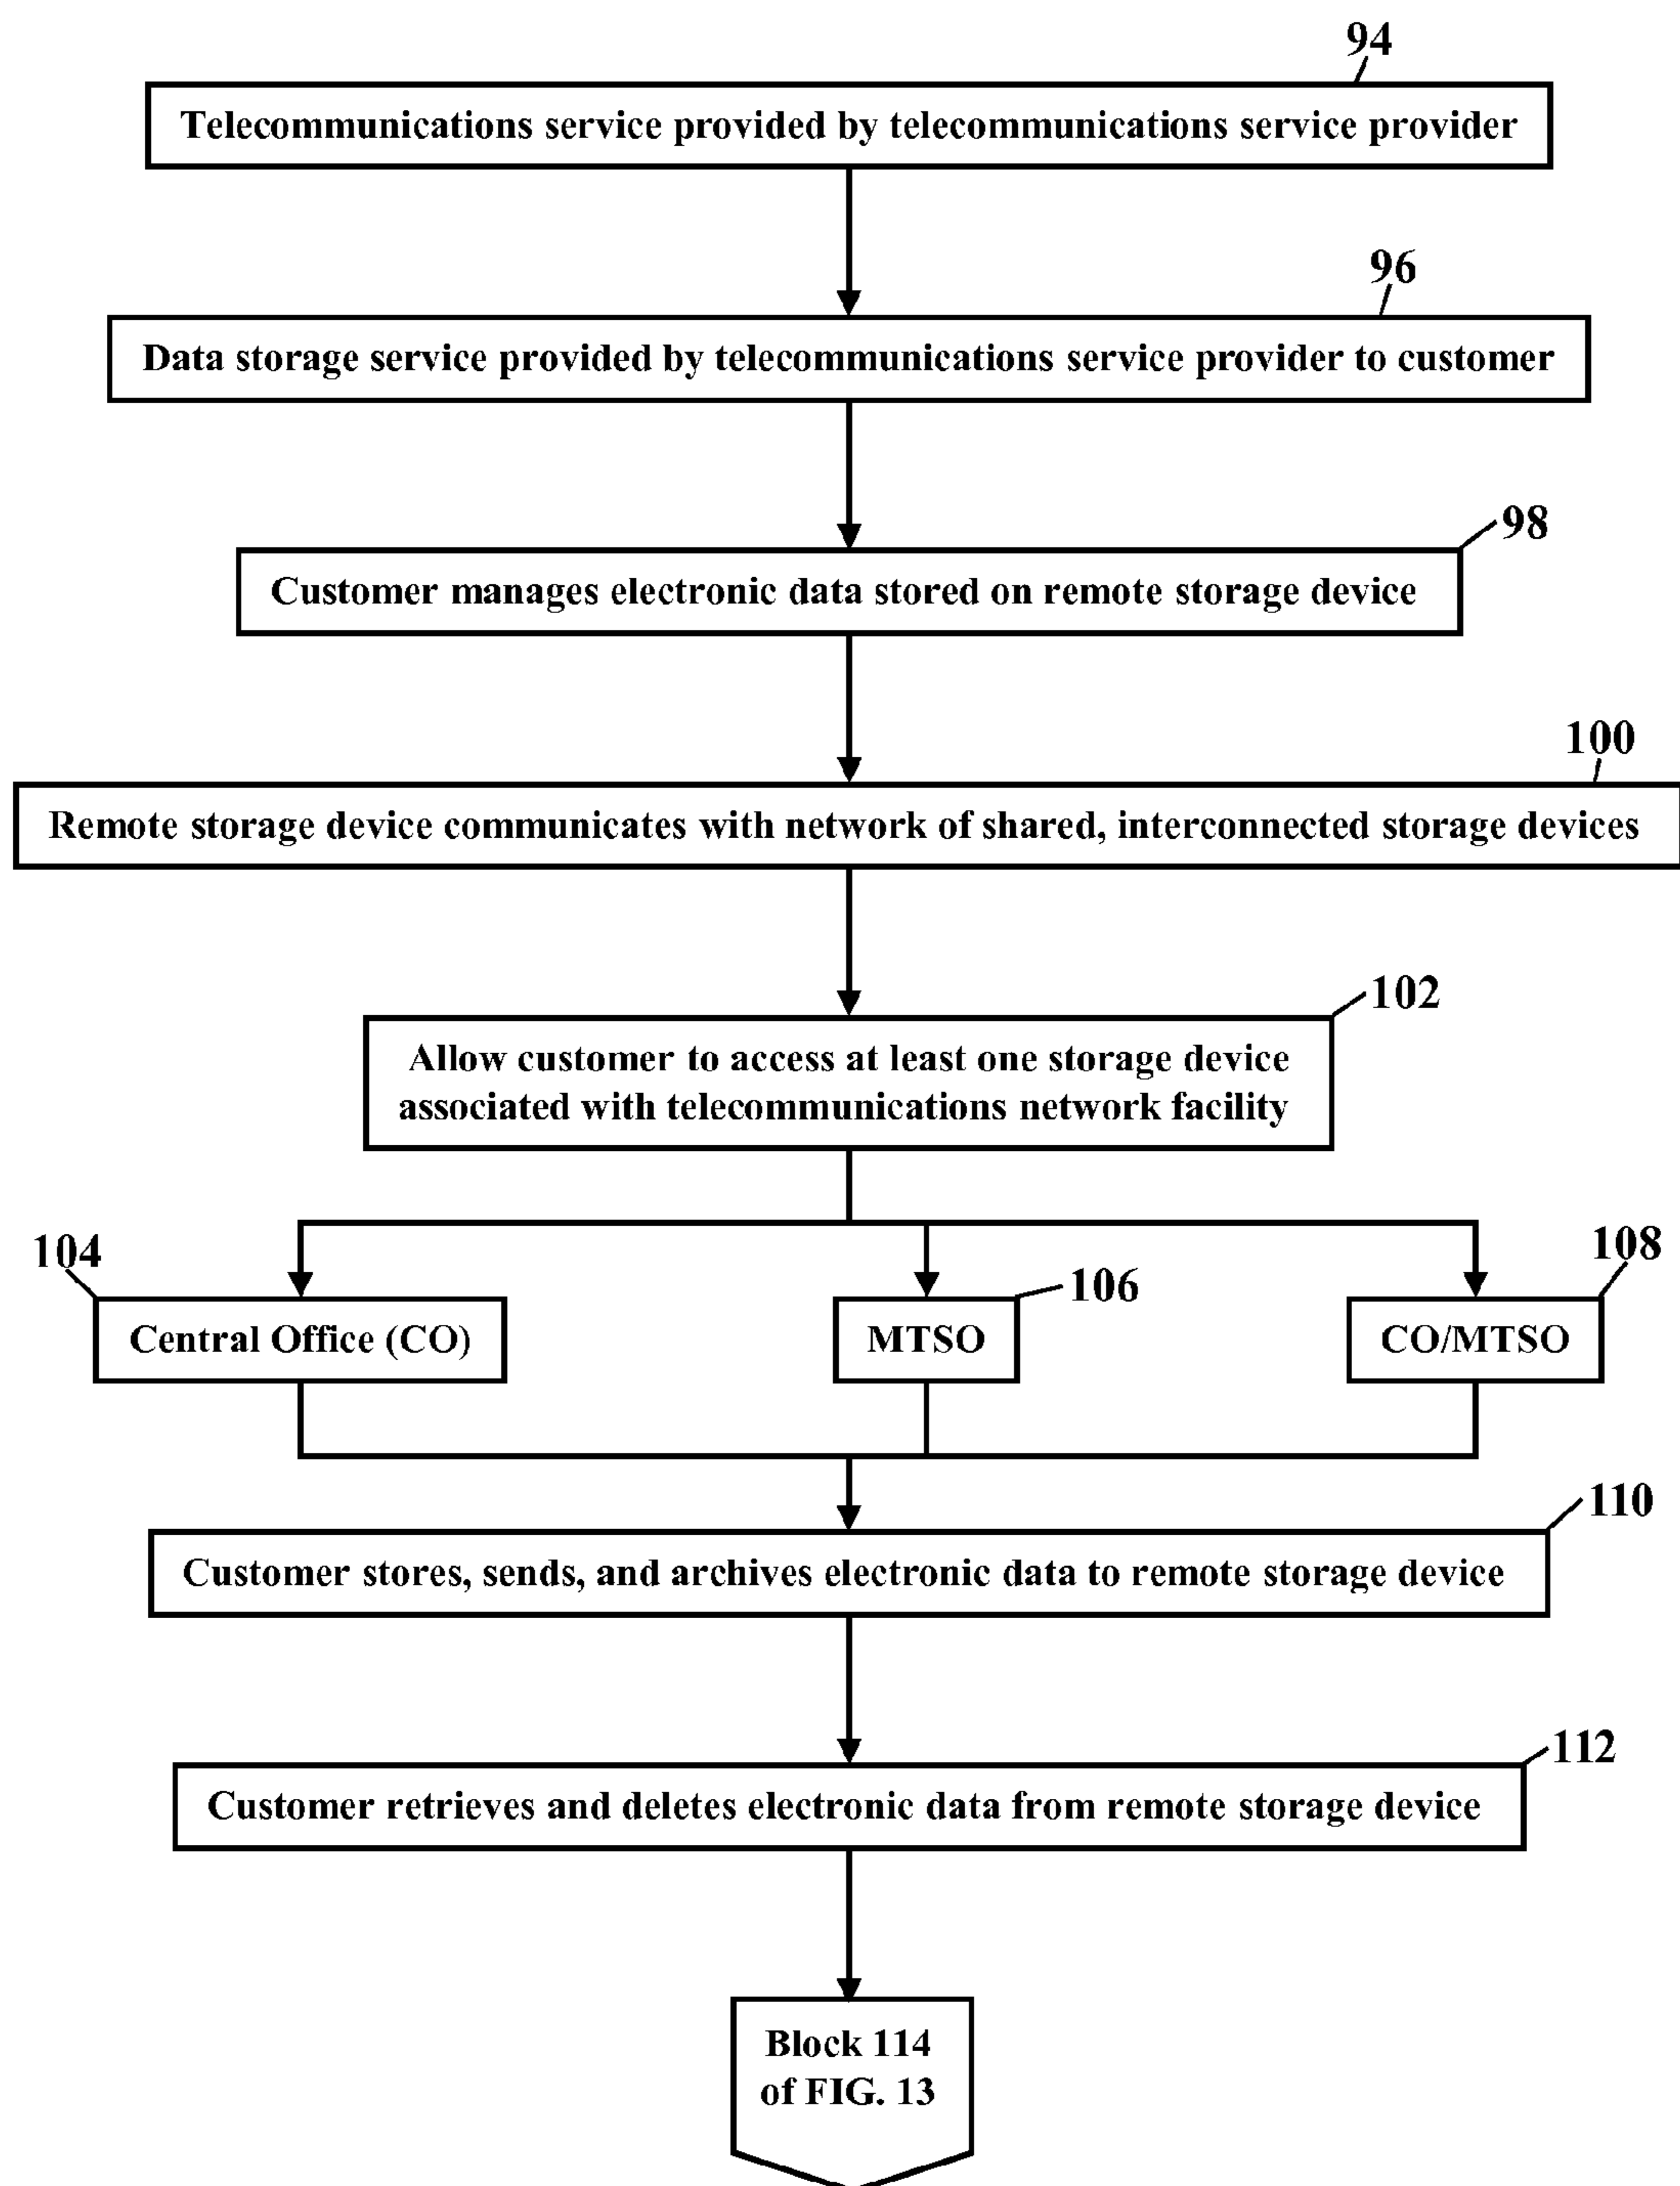 94
Telecommunications service provided by telecommunications service provider
96
Data storage service provided by telecommunications service provider to customer
98
Customer manages electronic data stored on remote storage device
100
Remote storage device communicates with network of shared, interconnected storage devices
102
Allow customer to access at least one storage device
associated with telecommunications network facility
104
Central Office (CO)
106
MTSO
108
CO/MTSO
110
Customer stores, sends, and archives electronic data to remote storage device
112
Customer retrieves and deletes electronic data from remote storage device
Block 114
of FIG. 13